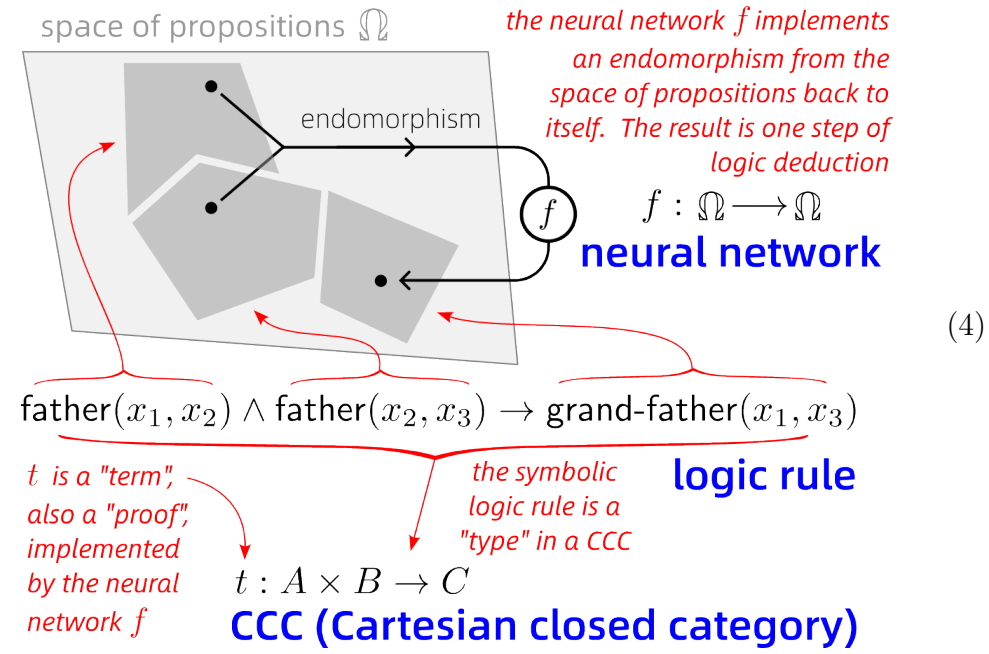 space of propositions Ω
the neural network f implements
an endomorphism from the
space of propositions back to
itself. The result is one step of
logic deduction
endomorphism
f
f : Ω ⟶ Ω
neural network
(4)
father(x₁, x₂) ∧ father(x₂, x₃) → grand-father(x₁, x₃)
logic rule
t is a "term",
also a "proof",
implemented
by the neural
network f
the symbolic
logic rule is a
"type" in a CCC
t : A × B → C
CCC (Cartesian closed category)